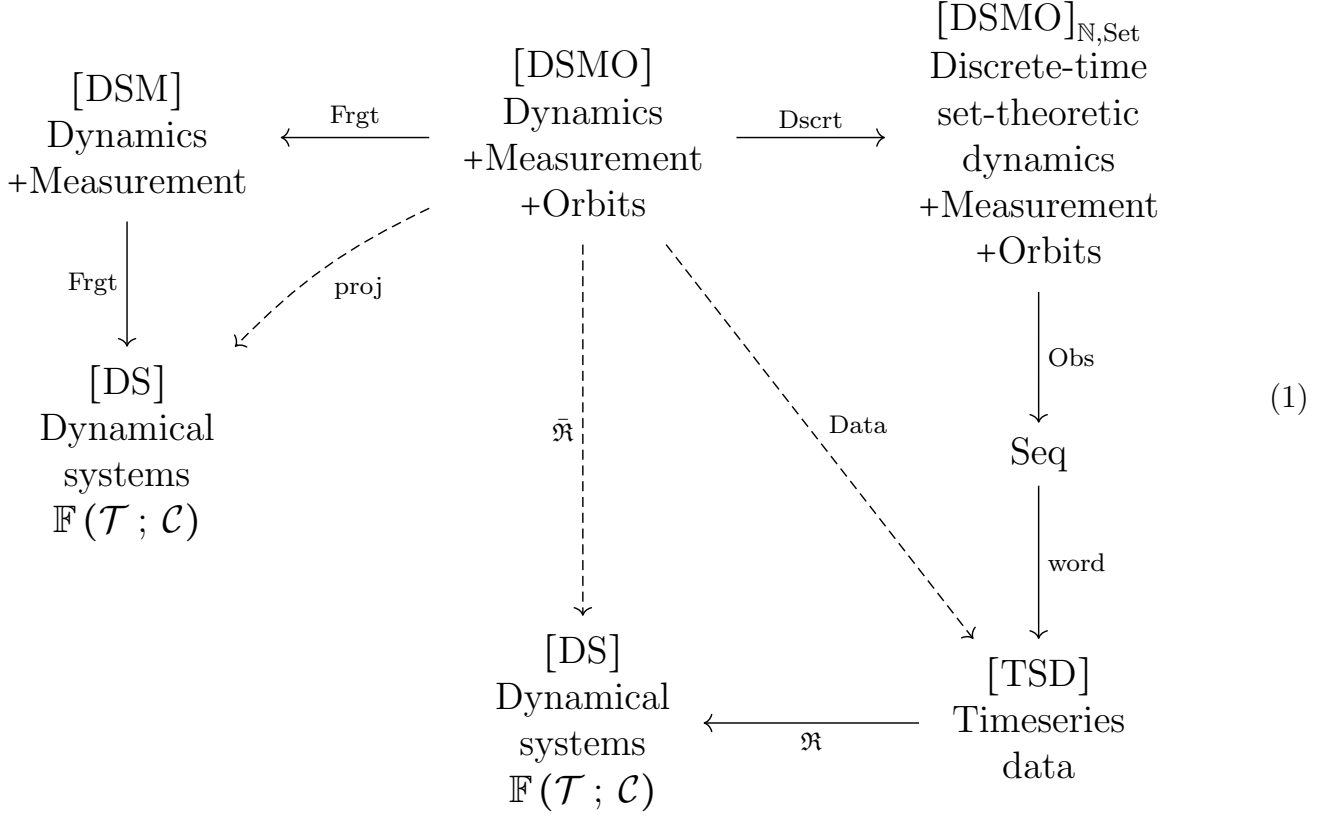 [DSM]
Dynamics
+Measurement
Frgt
[DSMO]
Dynamics
+Measurement
+Orbits
Dscrt
[DSMO]ℕ,Set
Discrete-time
set-theoretic
dynamics
+Measurement
+Orbits
Frgt
proj
Obs
[DS]
Dynamical
systems
𝔽(𝒯 ; 𝒞)
ℜ̄
Data
Seq
(1)
word
[DS]
Dynamical
systems
𝔽(𝒯 ; 𝒞)
ℜ
[TSD]
Timeseries
data